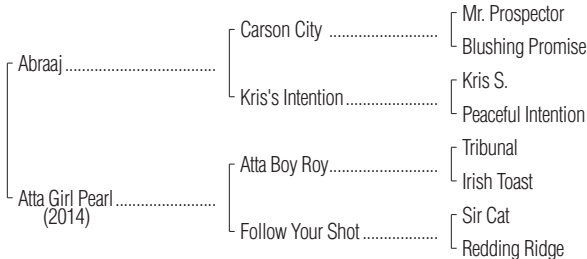 Mr. Prospector
Carson City ......................
Blushing Promise
Abraaj ................................
Kris S.
Kris's Intention ..................
Peaceful Intention
Tribunal
Atta Boy Roy .....................
Irish Toast
Atta Girl Pearl .....................
(2014)
Sir Cat
Follow Your Shot ...............
Redding Ridge